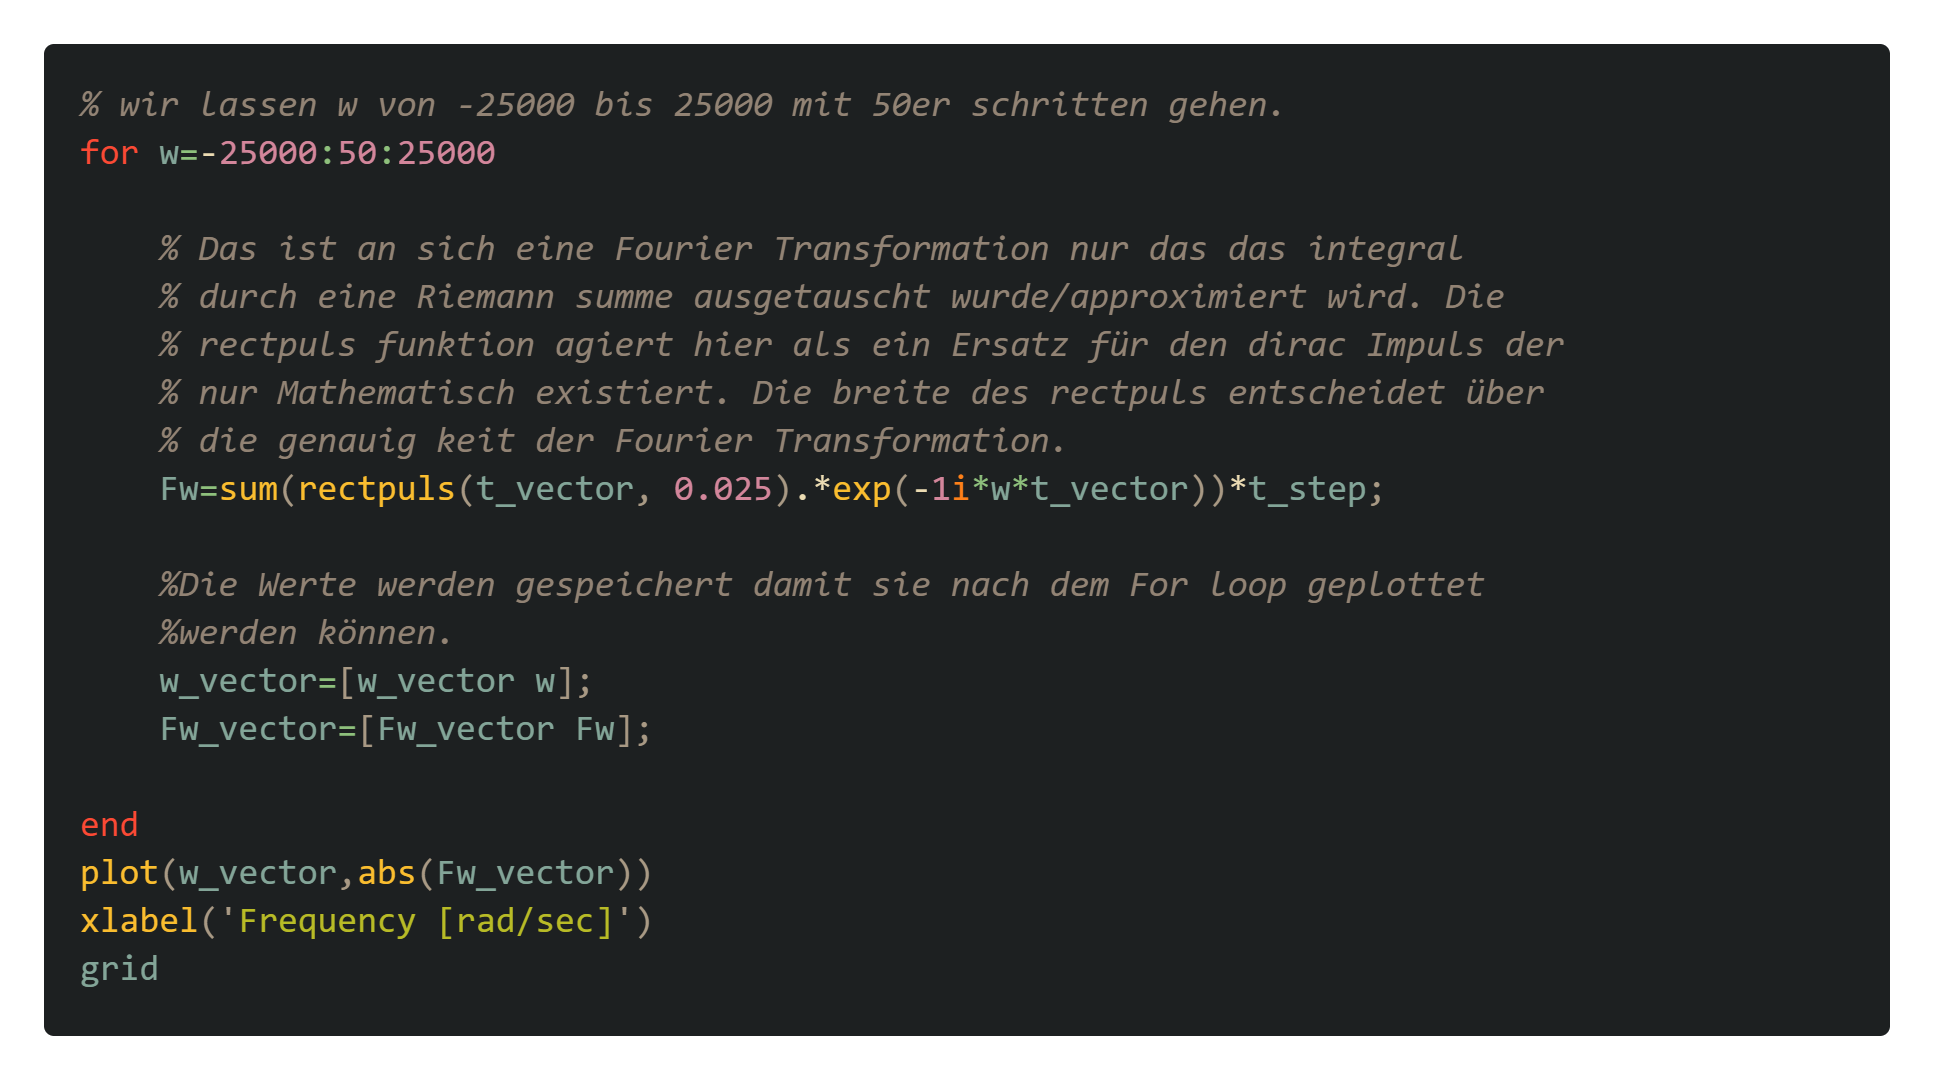 % wir lassen w von -25000 bis 25000 mit 50er schritten gehen.
for w=-25000:50:25000
% Das ist an sich eine Fourier Transformation nur das das integral
% durch eine Riemann summe ausgetauscht wurde/approximiert wird. Die
% rectpuls funktion agiert hier als ein Ersatz für den dirac Impuls der
% nur Mathematisch existiert. Die breite des rectpuls entscheidet über
% die genauig keit der Fourier Transformation.
Fw=sum(rectpuls(t_vector, 0.025).*exp(-1i*w*t_vector))*t_step;
%Die Werte werden gespeichert damit sie nach dem For loop geplottet
%werden können.
w_vector=[w_vector w];
Fw_vector=[Fw_vector Fw];
end
plot(w_vector,abs(Fw_vector))
xlabel('Frequency [rad/sec]')
grid